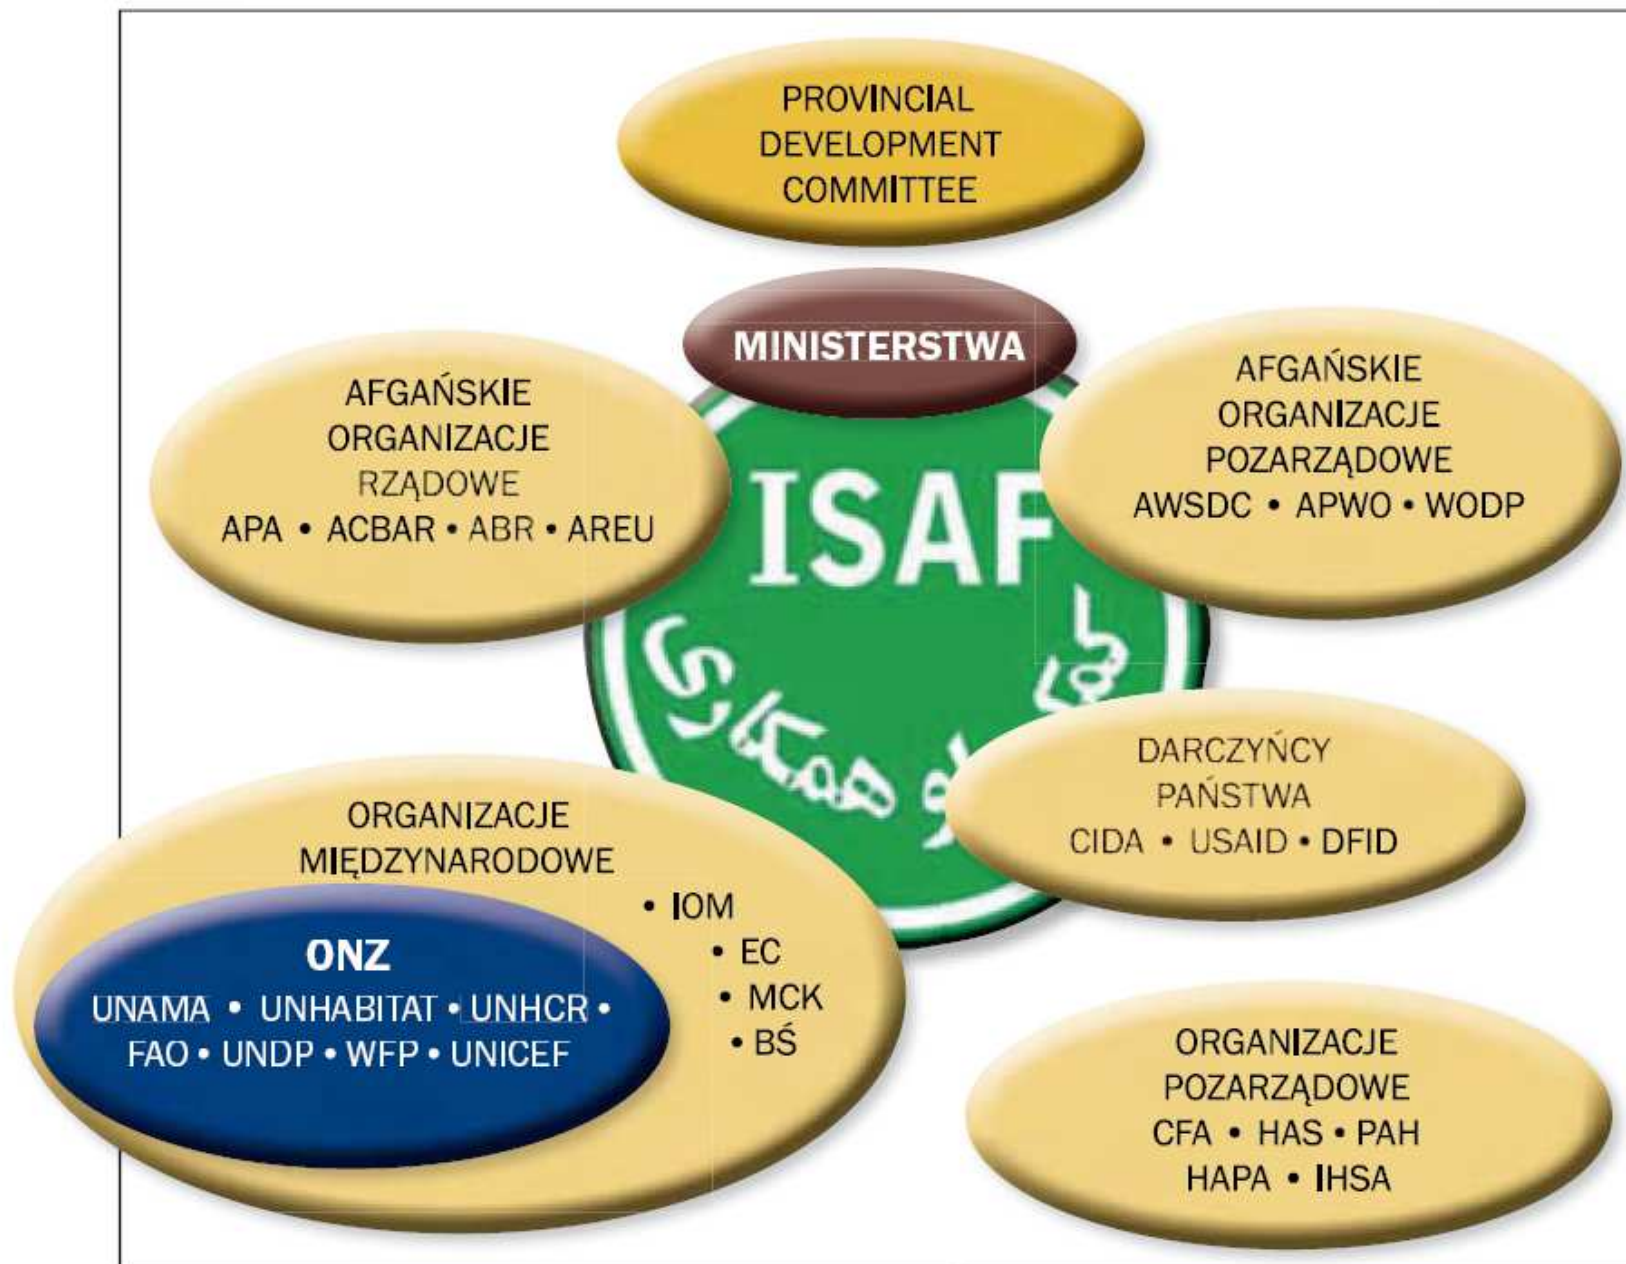 PROVINCIAL
DEVELOPMENT
COMMITTEE
MINISTERSTWA
AFGAŃSKIE
ORGANIZACJE
RZĄDOWE
APA • ACBAR • ABR • AREU
AFGAŃSKIE
ORGANIZACJE
POZARZĄDOWE
AWSDC • APWO • WODP
ISAF
همکاری
DARCZYŃCY
PAŃSTWA
CIDA • USAID • DFID
ORGANIZACJE
MIĘDZYNARODOWE
• IOM
• EC
• MCK
• BŚ
ONZ
UNAMA • UNHABITAT • UNHCR •
FAO • UNDP • WFP • UNICEF
ORGANIZACJE
POZARZĄDOWE
CFA • HAS • PAH
HAPA • IHSA